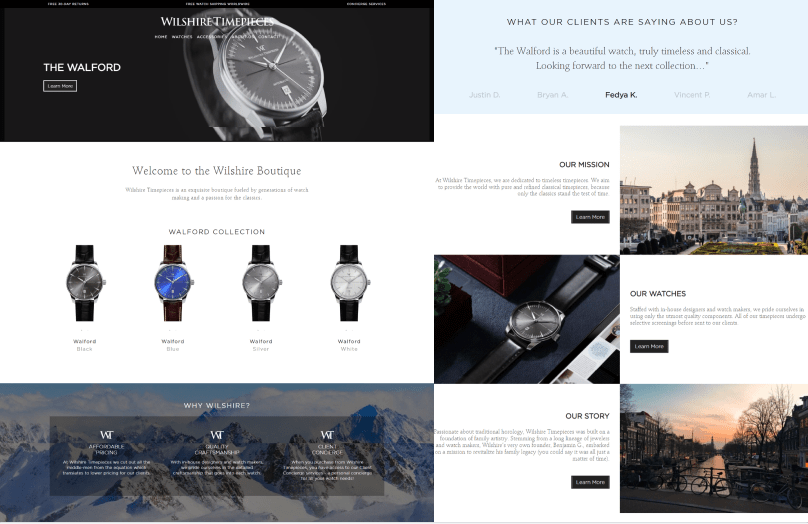 FREE 60-DAY RETURNS
FREE WATCH SHIPPING WORLDWIDE
CONCIERGE SERVICES
WILSHIRE TIMEPIECES
HOME WATCHES ACCESSORIES ABOUT US CONTACT
THE WALFORD
Learn More
Welcome to the Wilshire Boutique
Wilshire Timepieces is an exquisite boutique fueled by generations of watch
making and a passion for the classics.
WALFORD COLLECTION
Walford
Black
Walford
Blue
Walford
Silver
Walford
White
WHY WILSHIRE?
WT
AFFORDABLE
PRICING
At Wilshire Timepieces we cut out all the
middle-men from the equation which
translates to lower pricing for our clients.
WT
QUALITY
CRAFTSMANSHIP
With in-house designers and watch makers,
we pride ourselves in the detailed
craftsmanship that goes into each watch.
WT
CLIENT
CONCIERGE
When you purchase from Wilshire
Timepieces, you have access to our Client
Concierge services - a personal concierge
for all your watch needs!
WHAT OUR CLIENTS ARE SAYING ABOUT US?
"The Walford is a beautiful watch, truly timeless and classical.
Looking forward to the next collection…"
Justin D.
Bryan A.
Fedya K.
Vincent P.
Amar L.
OUR MISSION
At Wilshire Timepieces, we are dedicated to timeless timepieces. We aim
to provide the world with pure and refined classical timepieces, because
only the classics stand the test of time.
Learn More
OUR WATCHES
Staffed with in-house designers and watch makers, we pride ourselves in
using only the utmost quality components. All of our timepieces undergo
selective screenings before sent to our clients.
Learn More
OUR STORY
Passionate about traditional horology, Wilshire Timepieces was built on a
foundation of family artistry. Stemming from a long lineage of jewelers
and watch makers, Wilshire's very own founder, Benjamin G., embarked
on a mission to revitalize his family legacy (you could say it was all just a
matter of time).
Learn More